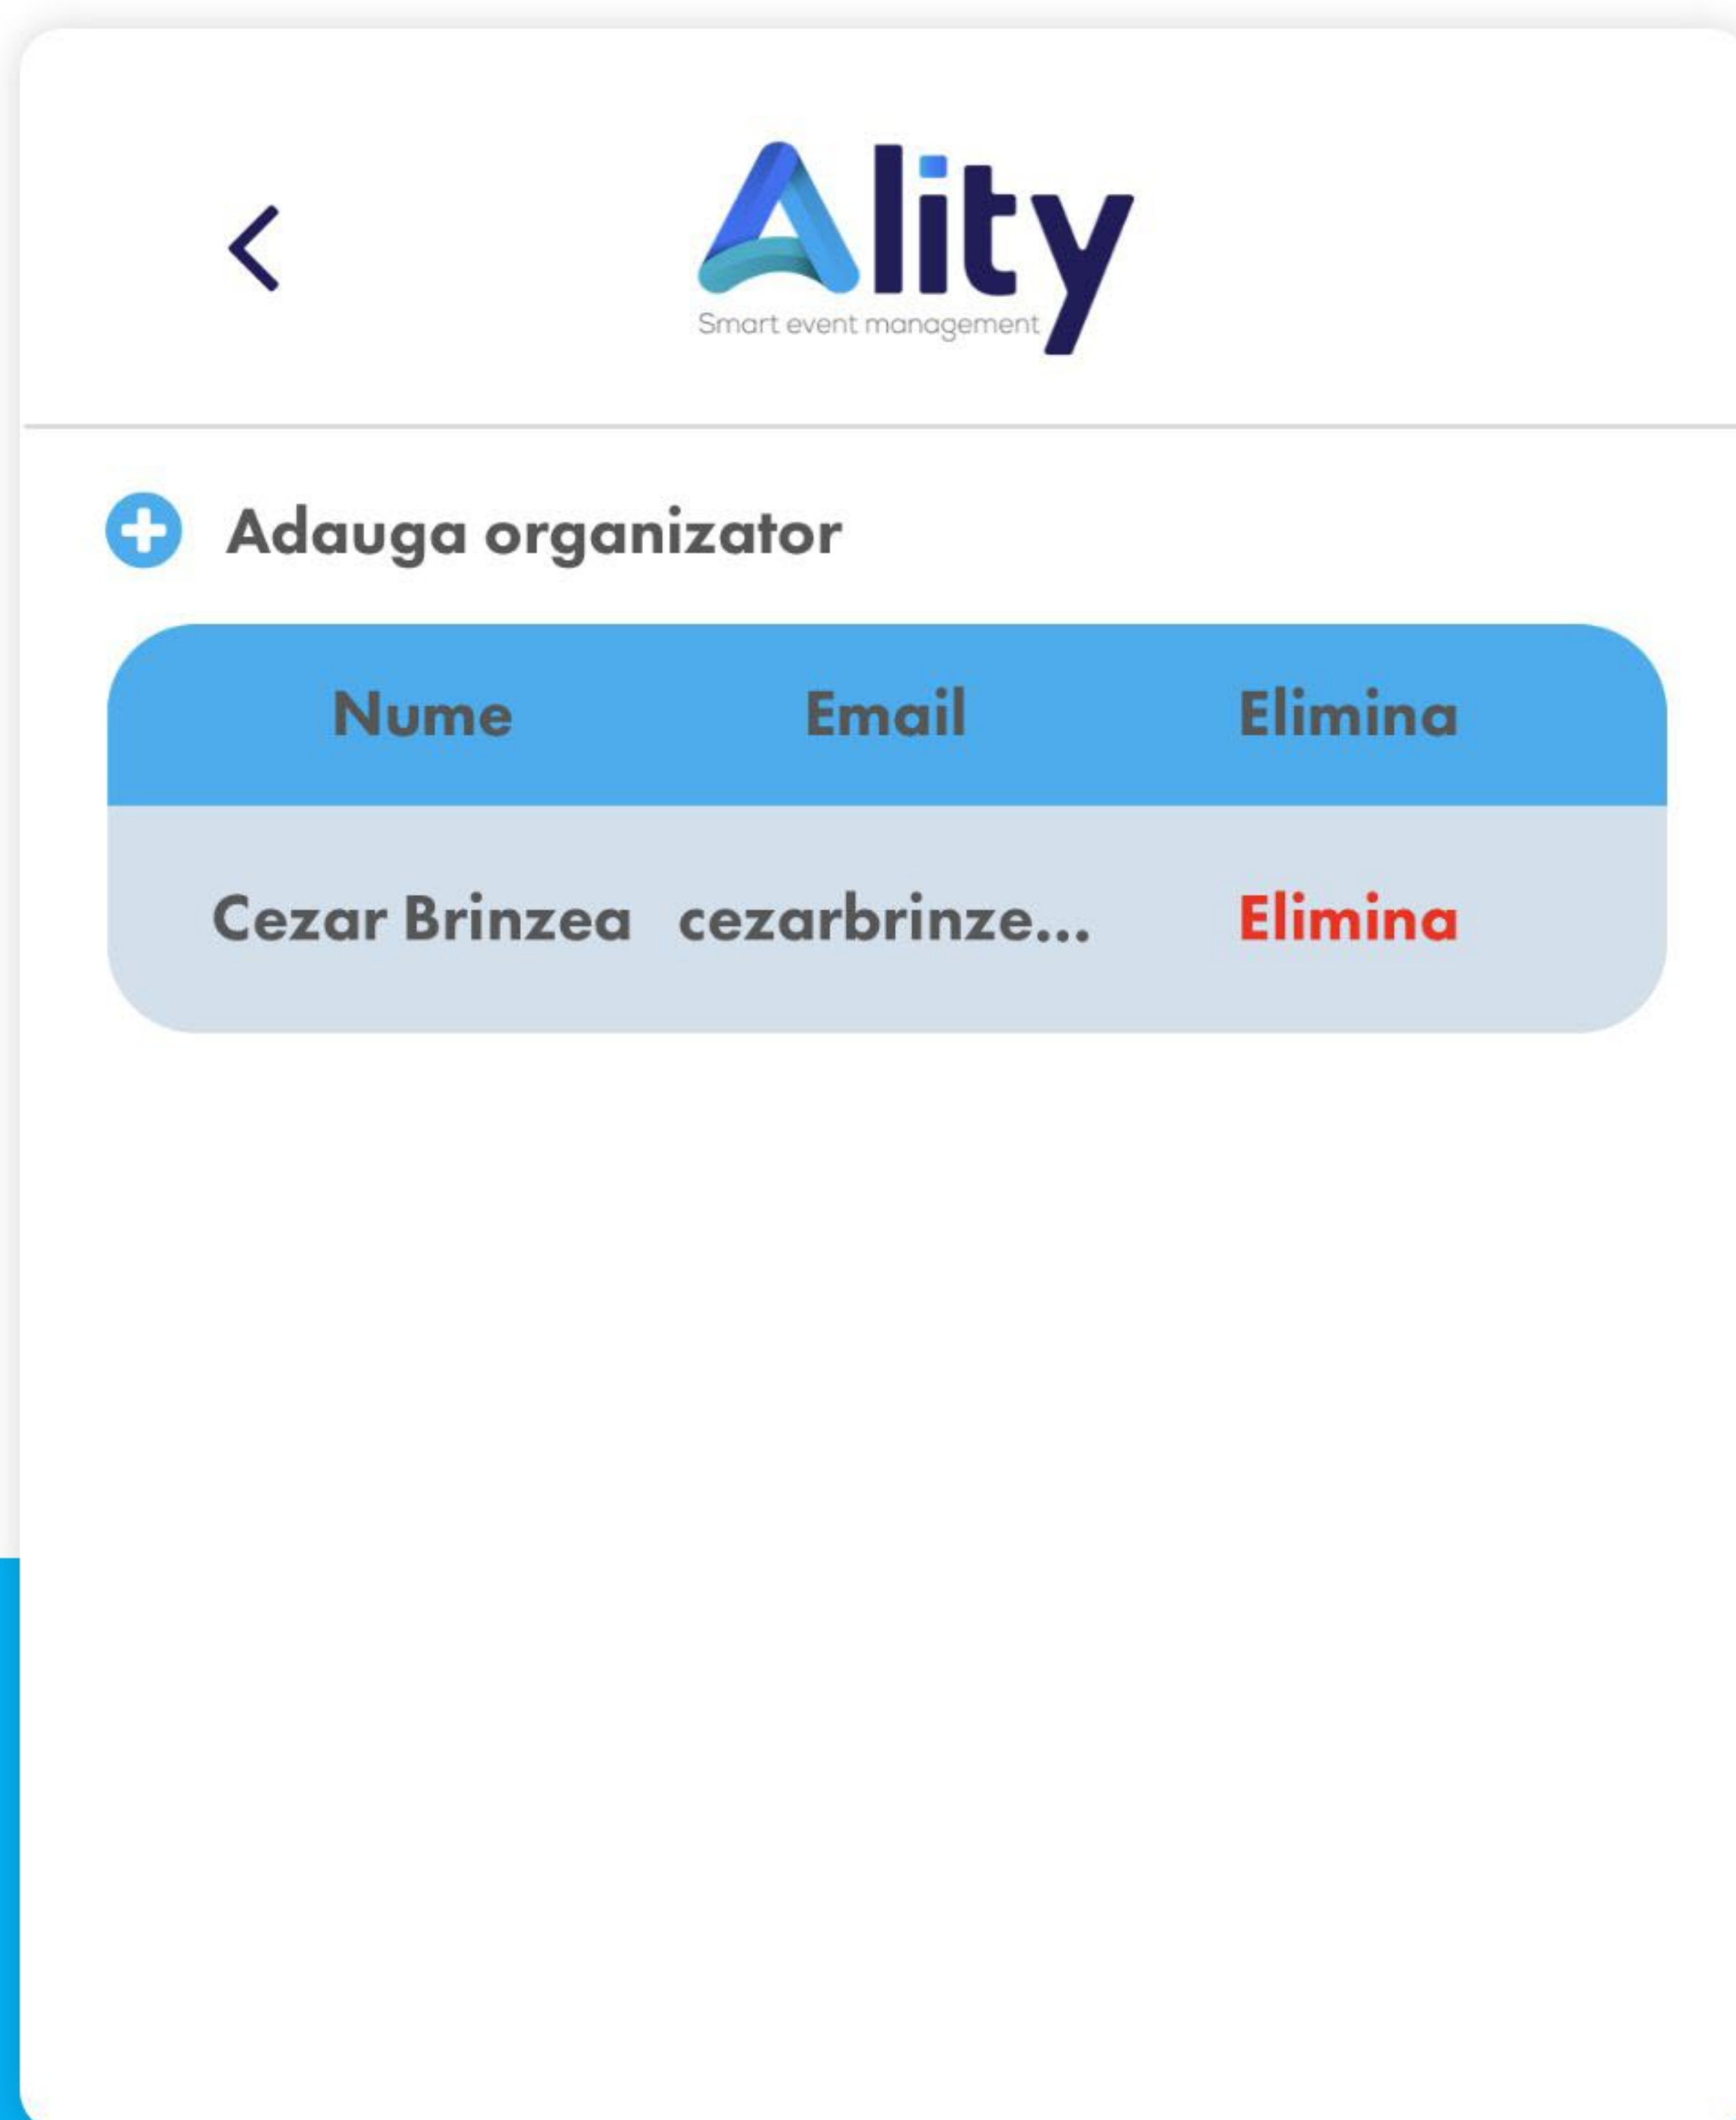 Ality
Smart event management
Adauga organizator
Nume Email Elimina
Cezar Brinzea cezarbrinze... Elimina